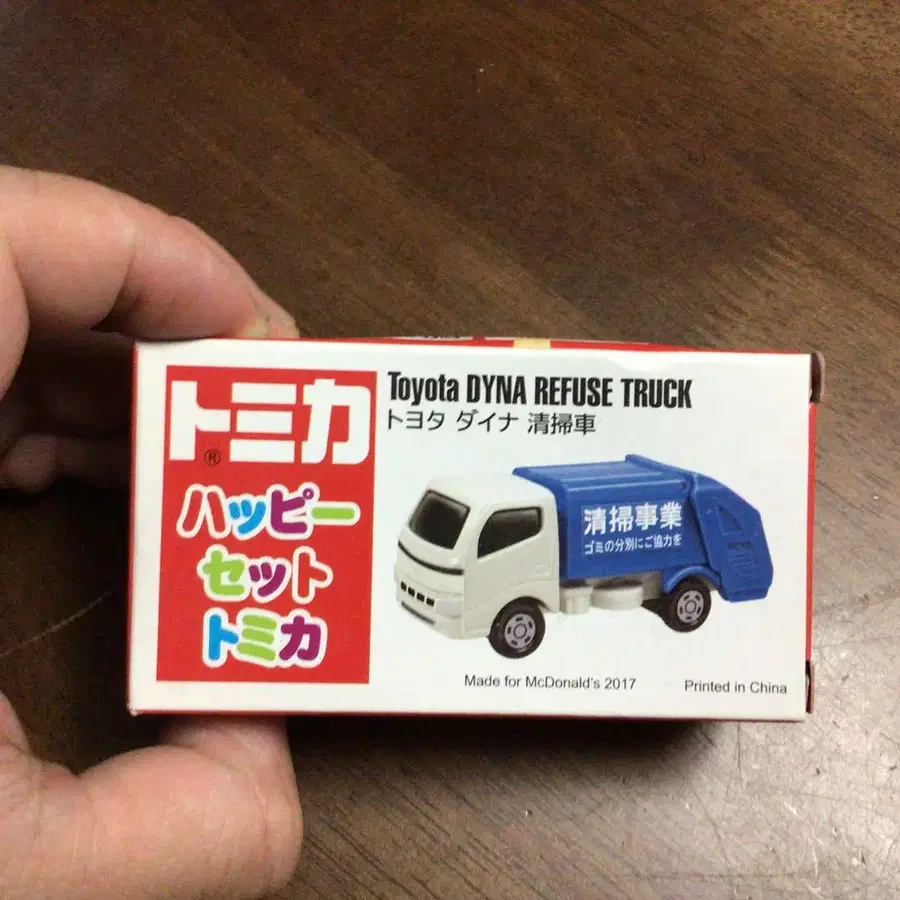 トミカ
®
ハッピー
セット
トミカ
Toyota DYNA REFUSE TRUCK
トヨタ ダイナ 清掃車
清掃事業
ゴミの分別にご協力を
Made for McDonald's 2017
Printed in China